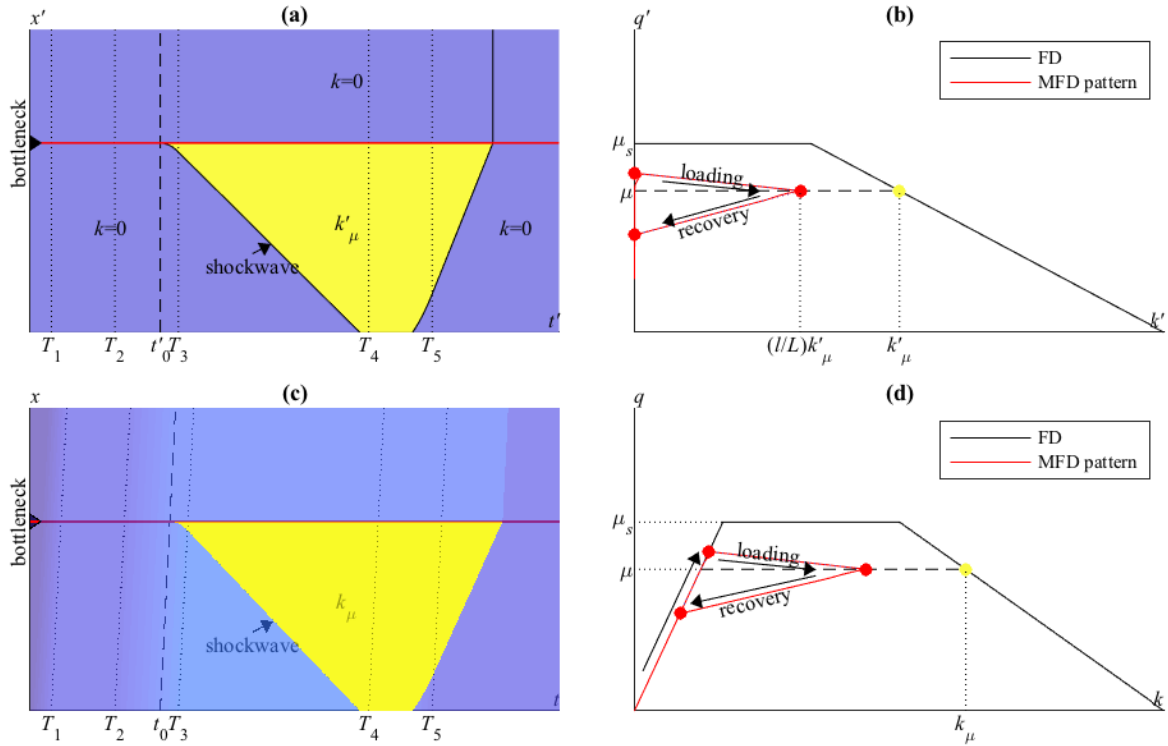 x′
(a)
k=0
bottleneck
k=0
k′μ
k=0
shockwave
t′
T1
T2
t′0
T3
T4
T5
q′
(b)
FD
MFD pattern
μs
loading
μ
recovery
k′
(l/L)k′μ
k′μ
x
(c)
bottleneck
kμ
shockwave
t
T1
T2
t0
T3
T4
T5
q
(d)
FD
MFD pattern
μs
loading
μ
recovery
k
kμ